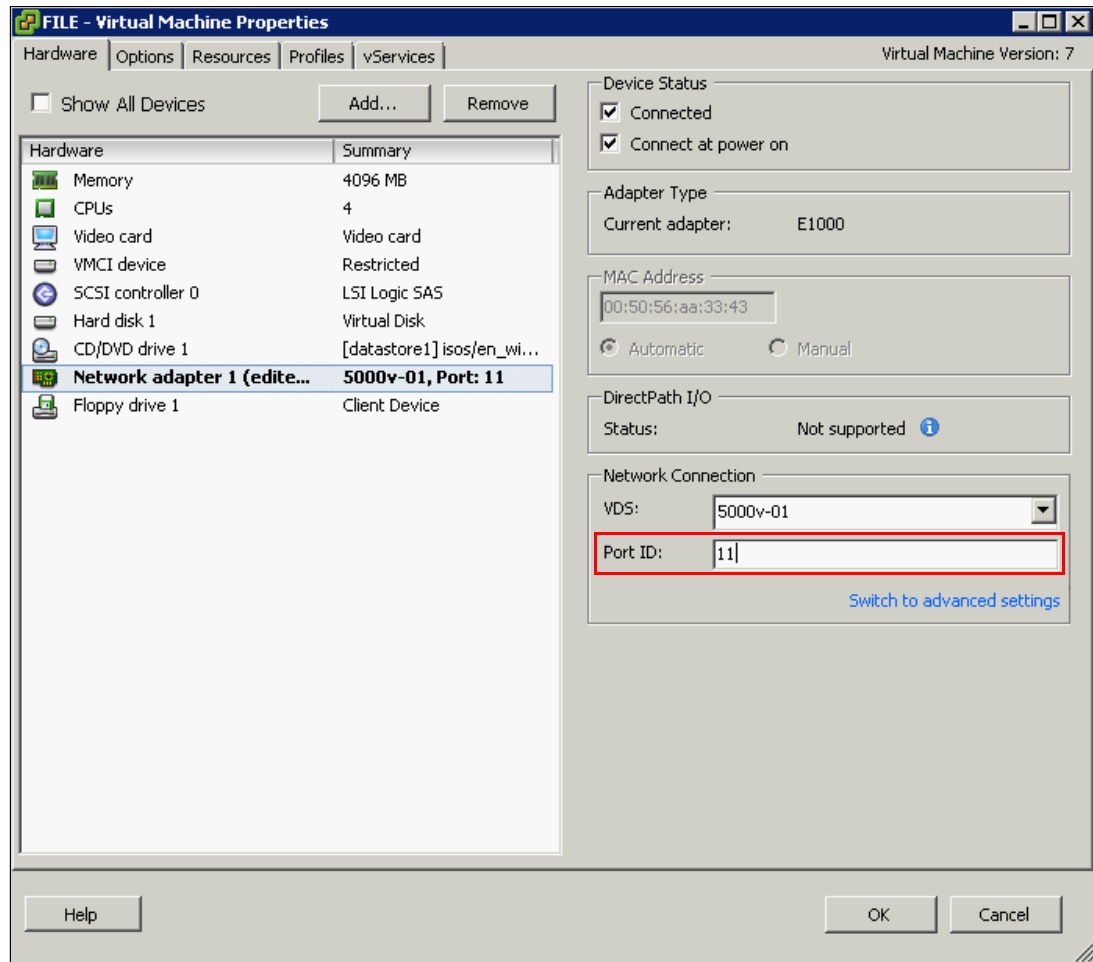 FILE - Virtual Machine Properties
Hardware Options Resources Profiles vServices Virtual Machine Version: 7
Show All Devices Add... Remove
Hardware Summary
Memory 4096 MB
CPUs 4
Video card Video card
VMCI device Restricted
SCSI controller 0 LSI Logic SAS
Hard disk 1 Virtual Disk
CD/DVD drive 1 [datastore1] isos/en_wi...
Network adapter 1 (edite... 5000v-01, Port: 11
Floppy drive 1 Client Device
Device Status
Connected
Connect at power on
Adapter Type
Current adapter: E1000
MAC Address
00:50:56:aa:33:43
Automatic Manual
DirectPath I/O
Status: Not supported
Network Connection
VDS: 5000v-01
Port ID: 11
Switch to advanced settings
Help OK Cancel